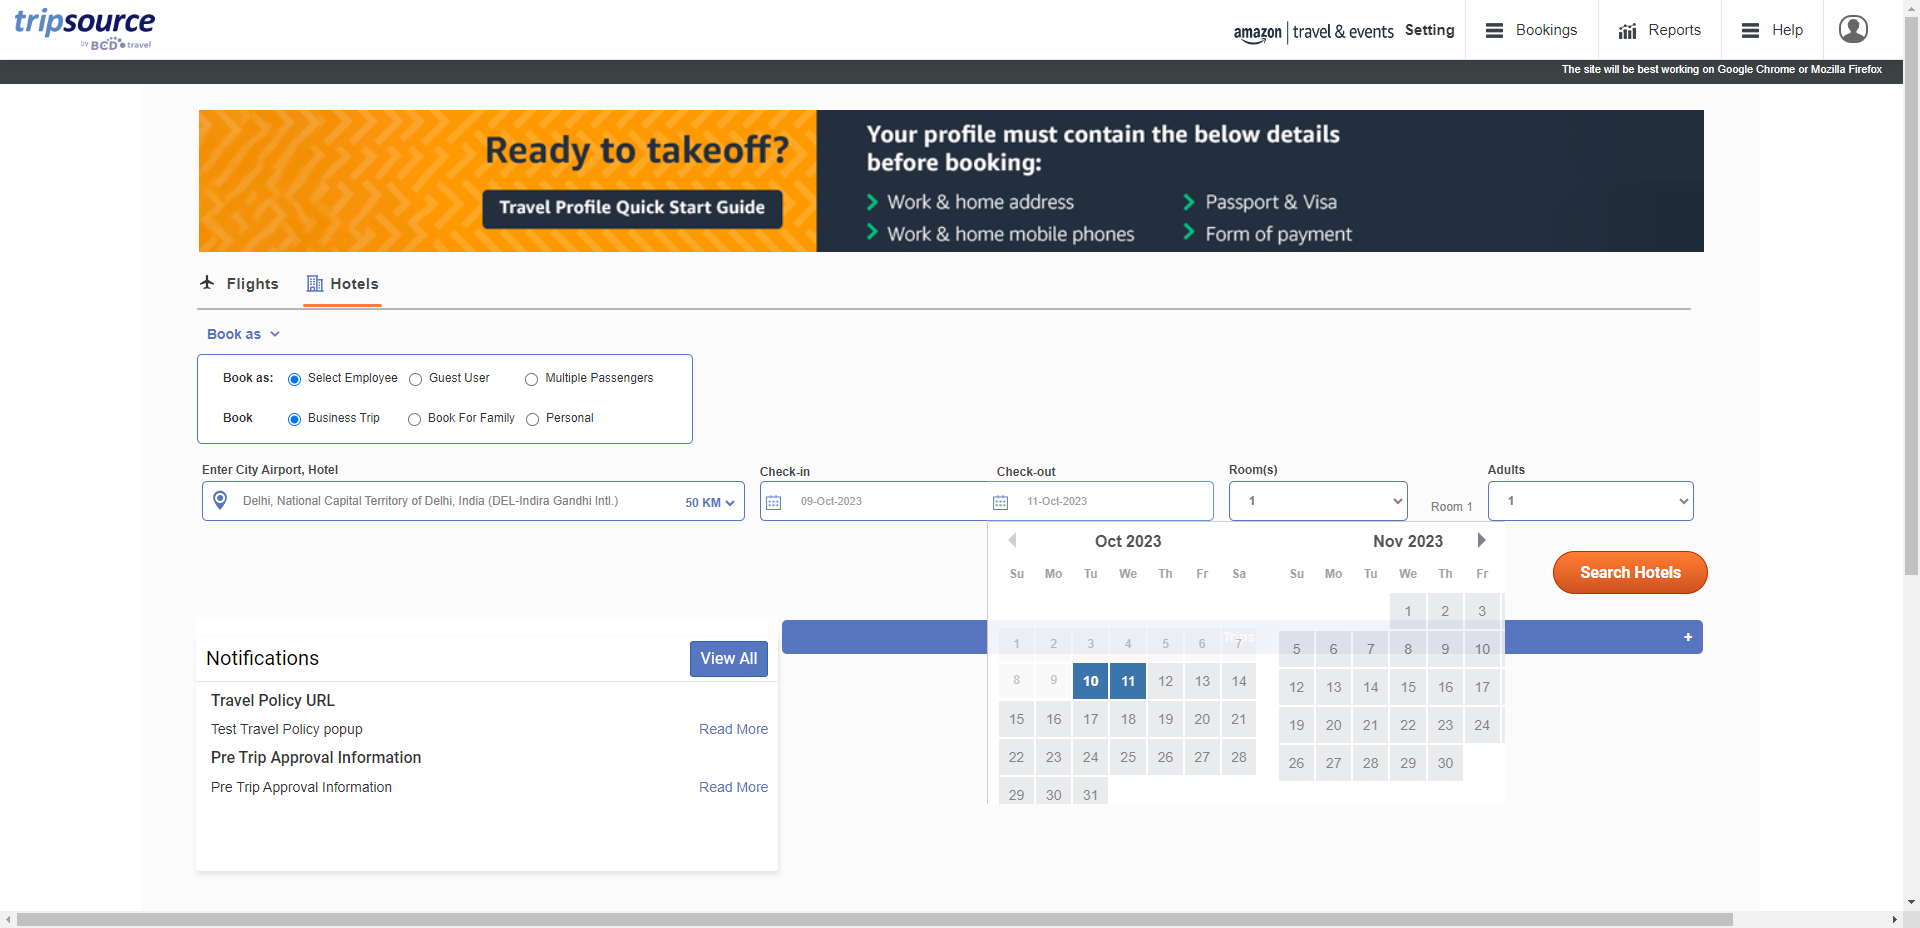 tripsource
by BCD travel
amazon | travel & events Setting Bookings Reports Help
The site will be best working on Google Chrome or Mozilla Firefox
Ready to takeoff?
Travel Profile Quick Start Guide
Your profile must contain the below details
before booking:
Work & home address
Passport & Visa
Work & home mobile phones
Form of payment
Flights Hotels
Book as
Book as: Select Employee Guest User Multiple Passengers
Book Business Trip Book For Family Personal
Enter City Airport, Hotel Check-in Check-out Room(s) Adults
Delhi, National Capital Territory of Delhi, India (DEL-Indira Gandhi Intl.) 50 KM 09-Oct-2023 11-Oct-2023 1 Room 1 1
Oct 2023
Su Mo Tu We Th Fr Sa
1 2 3 4 5 6 7
8 9 10 11 12 13 14
15 16 17 18 19 20 21
22 23 24 25 26 27 28
29 30 31
Nov 2023
Su Mo Tu We Th Fr
1 2 3
5 6 7 8 9 10
12 13 14 15 16 17
19 20 21 22 23 24
26 27 28 29 30
Search Hotels
Trips +
Notifications View All
Travel Policy URL
Test Travel Policy popup Read More
Pre Trip Approval Information
Pre Trip Approval Information Read More